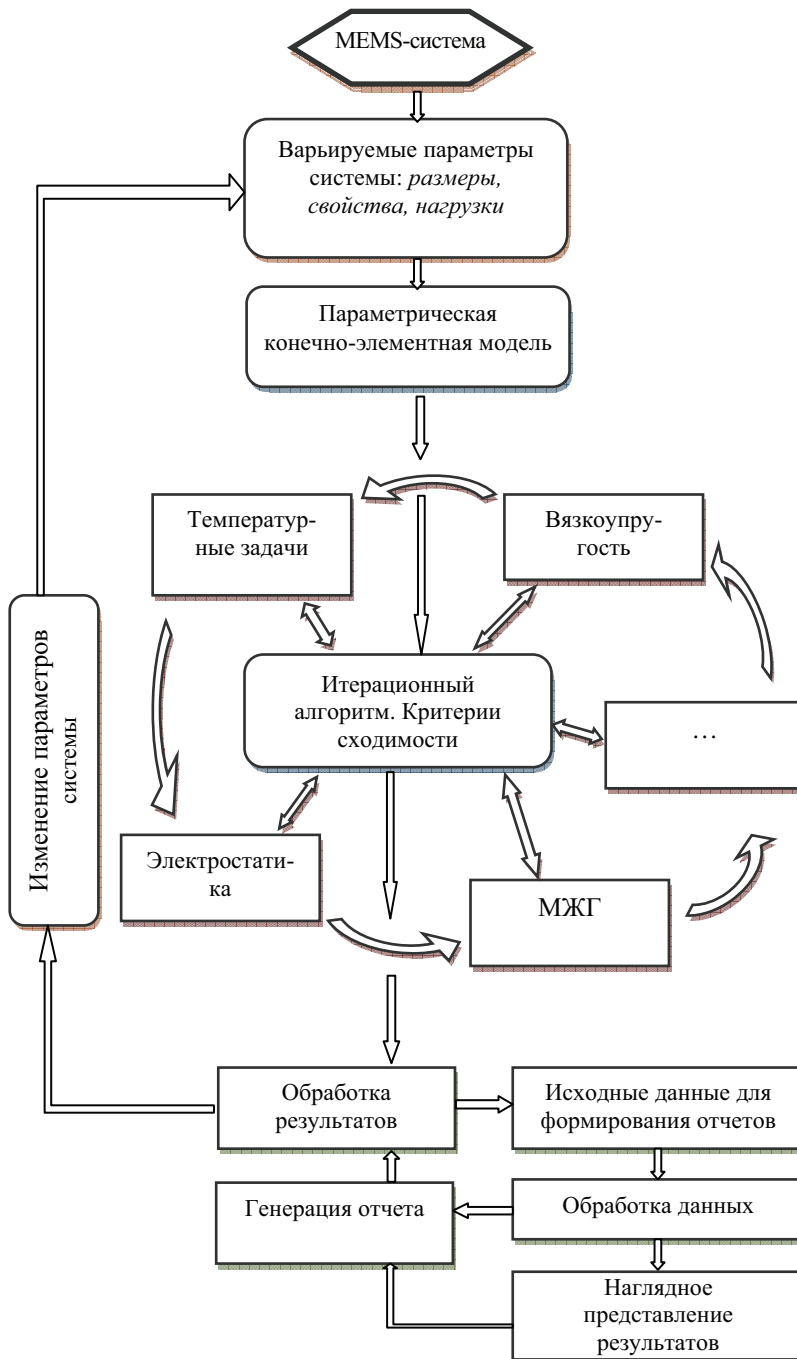 MEMS-система
Варьируемые параметры
системы: размеры,
свойства, нагрузки
Параметрическая
конечно-элементная модель
Температур-
ные задачи
Вязкоупру-
гость
Изменение параметров
системы
Итерационный
алгоритм. Критерии
сходимости
…
Электростати-
ка
МЖГ
Обработка
результатов
Исходные данные для
формирования отчетов
Генерация отчета
Обработка данных
Наглядное
представление
результатов